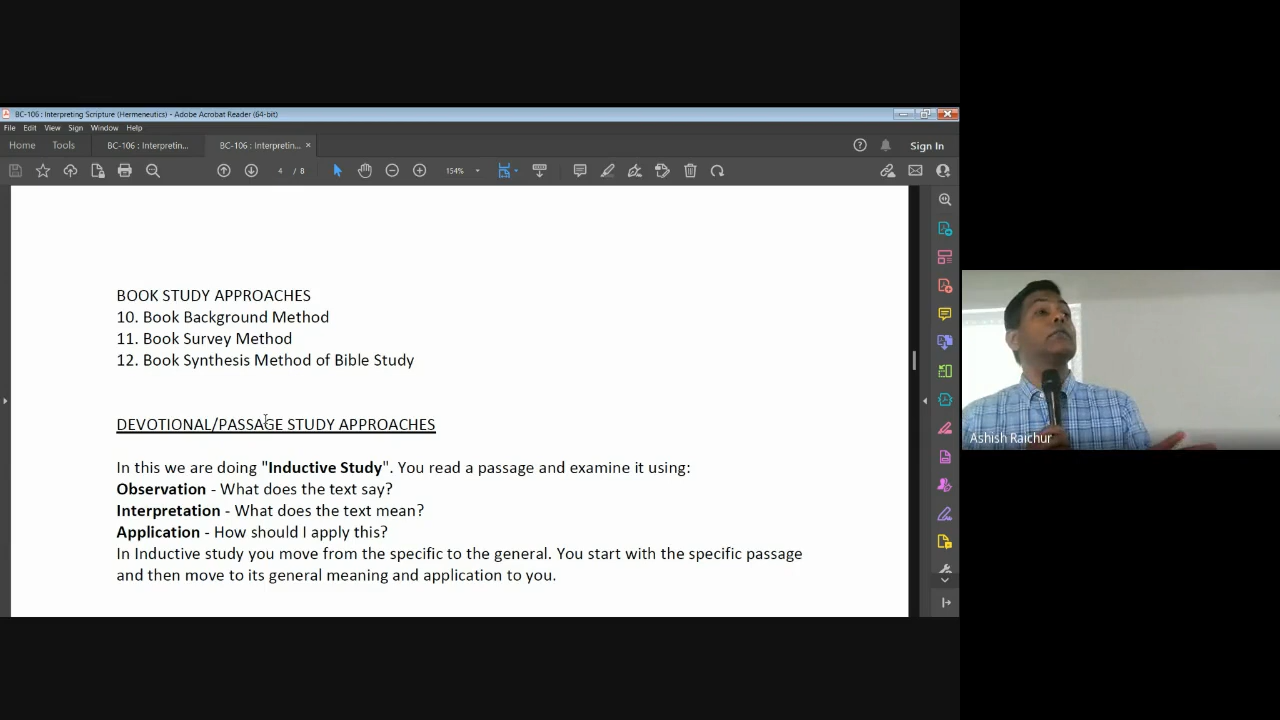 BC-106 : Interpreting Scripture (Hermeneutics) - Adobe Acrobat Reader (64-bit)
File Edit View Sign Window Help
Home Tools BC-106 : Interpretin... BC-106 : Interpretin... × Sign In
4 / 8 154%
BOOK STUDY APPROACHES
10. Book Background Method
11. Book Survey Method
12. Book Synthesis Method of Bible Study
DEVOTIONAL/PASSAGE STUDY APPROACHES
In this we are doing "Inductive Study". You read a passage and examine it using:
Observation - What does the text say?
Interpretation - What does the text mean?
Application - How should I apply this?
In Inductive study you move from the specific to the general. You start with the specific passage
and then move to its general meaning and application to you.
Ashish Raichur